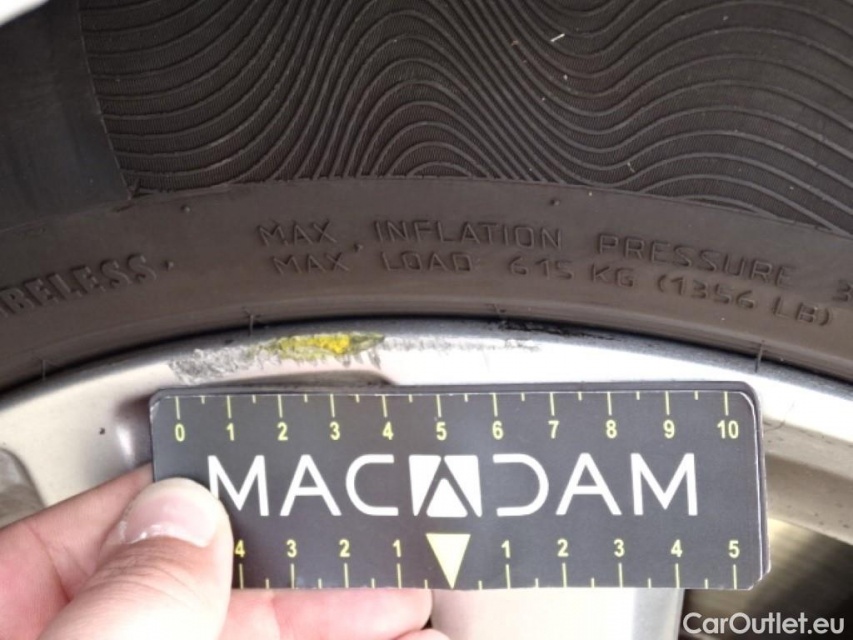 MAX. INFLATION PRESSURE
MAX LOAD 615 KG (1356 LB)
0 1 2 3 4 5 6 7 8 9 10
MACADAM
4 3 2 1 1 2 3 4 5
CarOutlet.eu